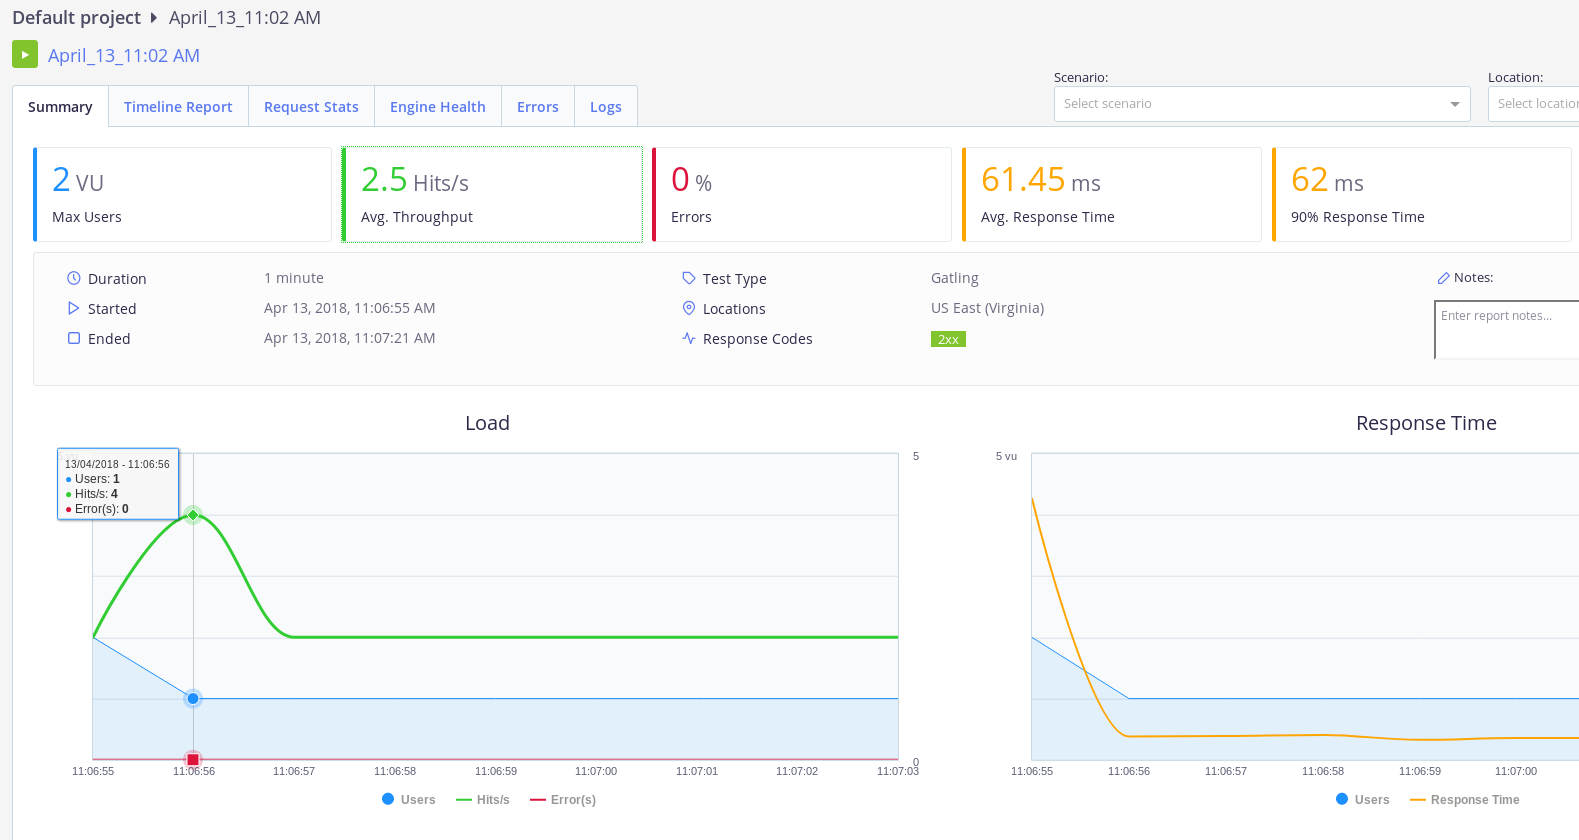 Default project April_13_11:02 AM
April_13_11:02 AM
Scenario:
Location:
Summary
Timeline Report
Request Stats
Engine Health
Errors
Logs
Select scenario
Select location
2 VU
Max Users
2.5 Hits/s
Avg. Throughput
0 %
Errors
61.45 ms
Avg. Response Time
62 ms
90% Response Time
Duration 1 minute
Started Apr 13, 2018, 11:06:55 AM
Ended Apr 13, 2018, 11:07:21 AM
Test Type Gatling
Locations US East (Virginia)
Response Codes 2xx
Notes:
Enter report notes...
Load
13/04/2018 - 11:06:56
Users: 1
Hits/s: 4
Error(s): 0
5
0
11:06:55 11:06:56 11:06:57 11:06:58 11:06:59 11:07:00 11:07:01 11:07:02 11:07:03
Users Hits/s Error(s)
Response Time
5 vu
11:06:55 11:06:56 11:06:57 11:06:58 11:06:59 11:07:00
Users Response Time